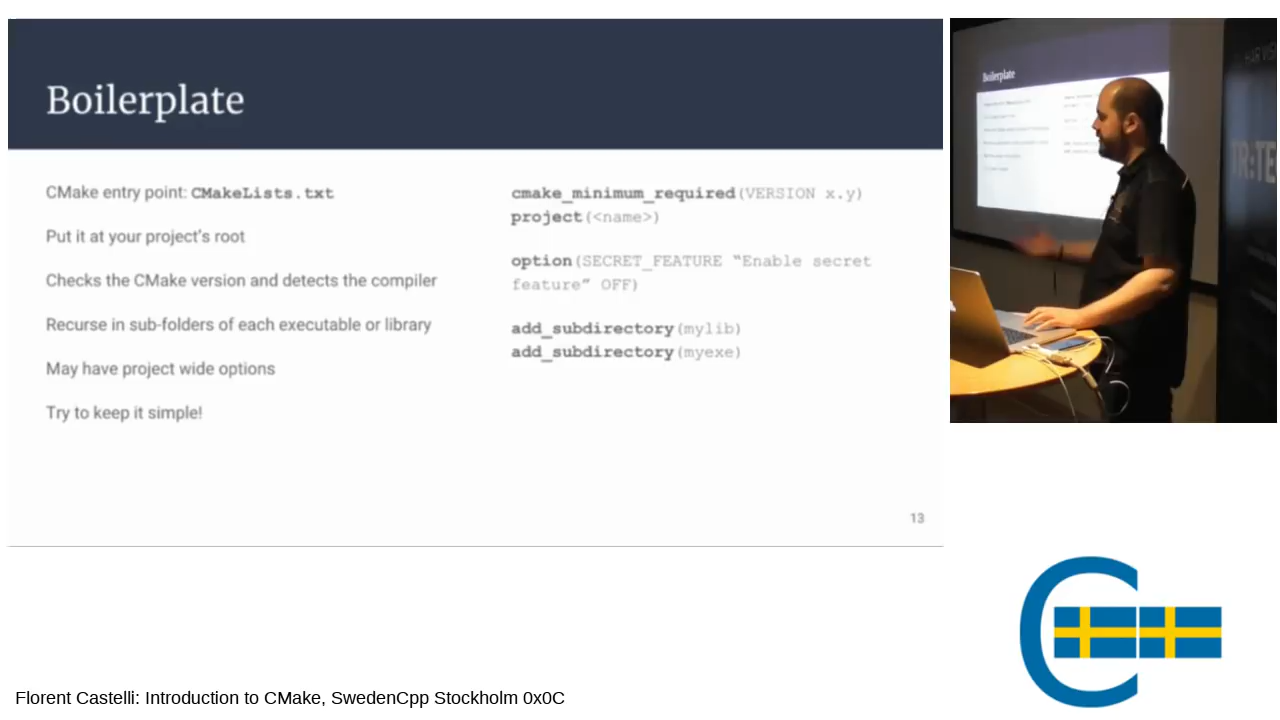 Boilerplate
CMake entry point: CMakeLists.txt
Put it at your project's root
Checks the CMake version and detects the compiler
Recurse in sub-folders of each executable or library
May have project wide options
Try to keep it simple!
cmake_minimum_required(VERSION x.y)
project(<name>)
option(SECRET_FEATURE “Enable secret
feature” OFF)
add_subdirectory(mylib)
add_subdirectory(myexe)
13
Boilerplate
Florent Castelli: Introduction to CMake, SwedenCpp Stockholm 0x0C